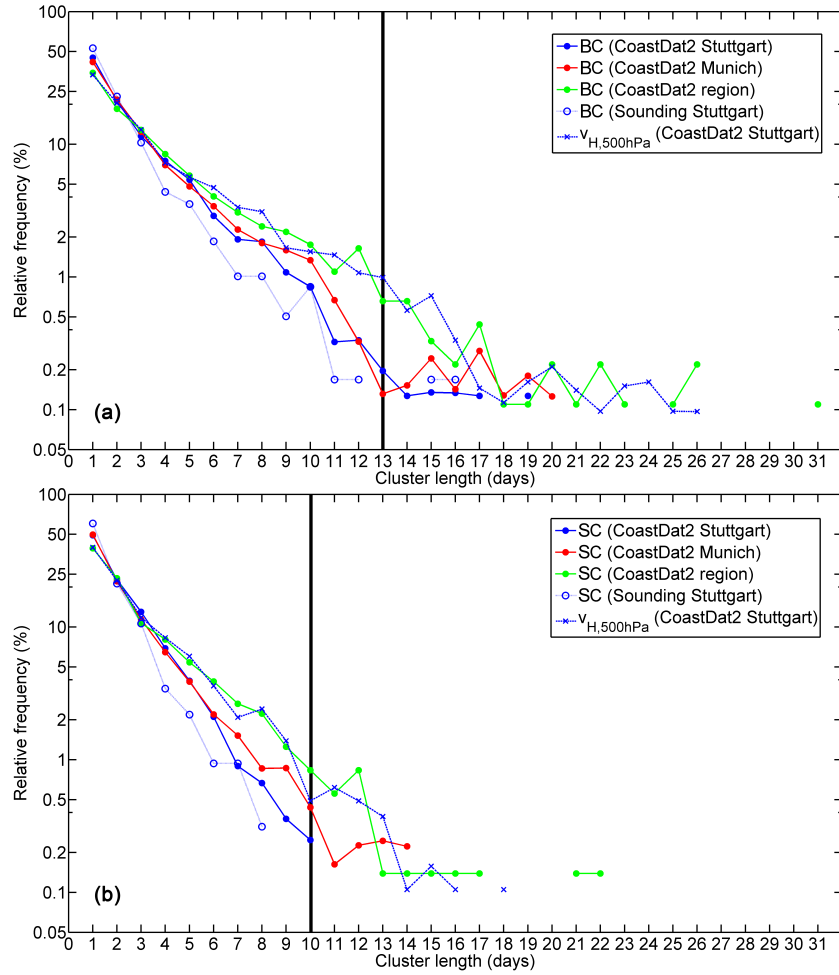 100
50
25
10
5
2
1
0.5
0.2
0.1
0.05
Relative frequency (%)
BC (CoastDat2 Stuttgart)
BC (CoastDat2 Munich)
BC (CoastDat2 region)
BC (Sounding Stuttgart)
vH,500hPa (CoastDat2 Stuttgart)
(a)
0 1 2 3 4 5 6 7 8 9 10 11 12 13 14 15 16 17 18 19 20 21 22 23 24 25 26 27 28 29 30 31
Cluster length (days)
100
50
25
10
5
2
1
0.5
0.2
0.1
0.05
Relative frequency (%)
SC (CoastDat2 Stuttgart)
SC (CoastDat2 Munich)
SC (CoastDat2 region)
SC (Sounding Stuttgart)
vH,500hPa (CoastDat2 Stuttgart)
(b)
0 1 2 3 4 5 6 7 8 9 10 11 12 13 14 15 16 17 18 19 20 21 22 23 24 25 26 27 28 29 30 31
Cluster length (days)